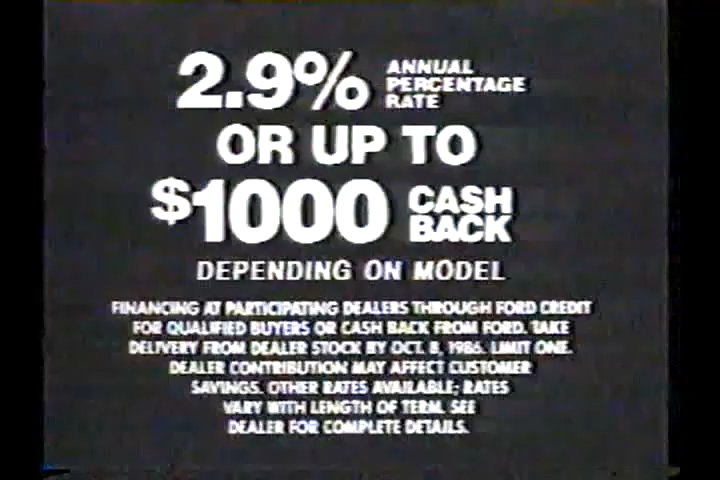 2.9% ANNUAL PERCENTAGE RATE
OR UP TO
$1000 CASH BACK
DEPENDING ON MODEL
FINANCING AT PARTICIPATING DEALERS THROUGH FORD CREDIT
FOR QUALIFIED BUYERS OR CASH BACK FROM FORD. TAKE
DELIVERY FROM DEALER STOCK BY OCT. 8, 1986. LIMIT ONE.
DEALER CONTRIBUTION MAY AFFECT CUSTOMER
SAVINGS. OTHER RATES AVAILABLE; RATES
VARY WITH LENGTH OF TERM. SEE
DEALER FOR COMPLETE DETAILS.